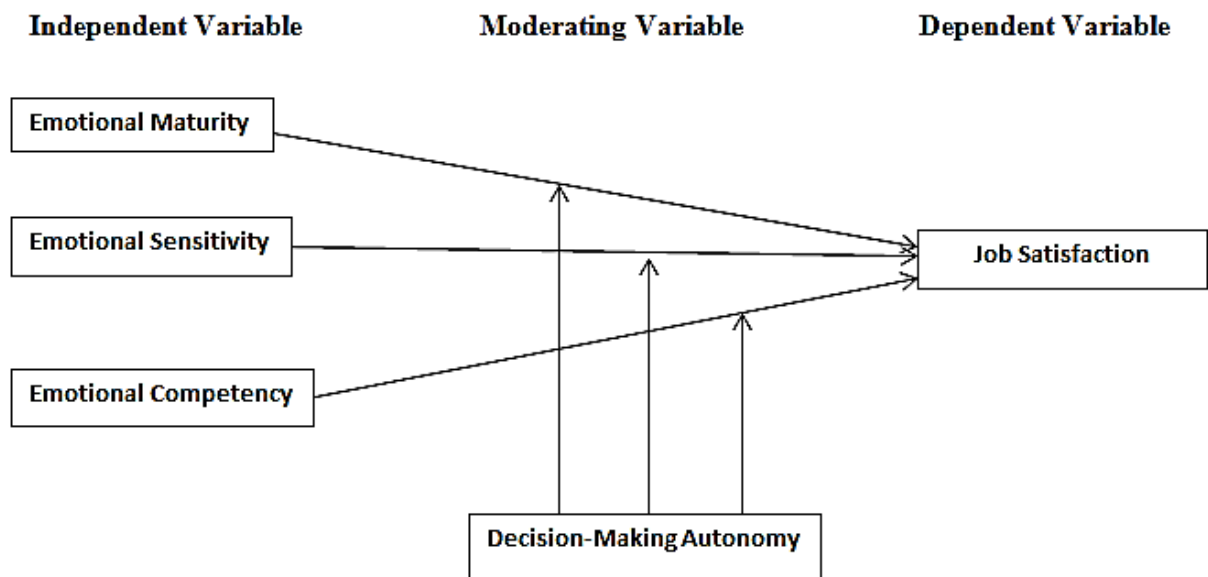 Independent Variable
Moderating Variable
Dependent Variable
Emotional Maturity
Emotional Sensitivity
Job Satisfaction
Emotional Competency
Decision-Making Autonomy